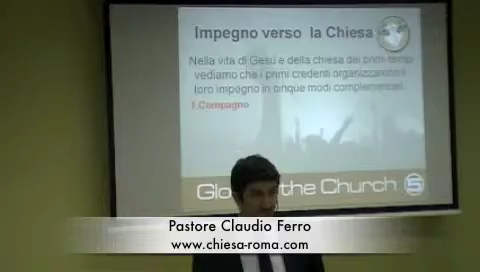 Impegno verso la Chiesa
Nella vita di Gesù e della chiesa dei primi tempi
vediamo che i primi credenti organizzarono il
loro impegno in cinque modi complementari.
1.Compagno
Glo the Church 5
Pastore Claudio Ferro
www.chiesa-roma.com